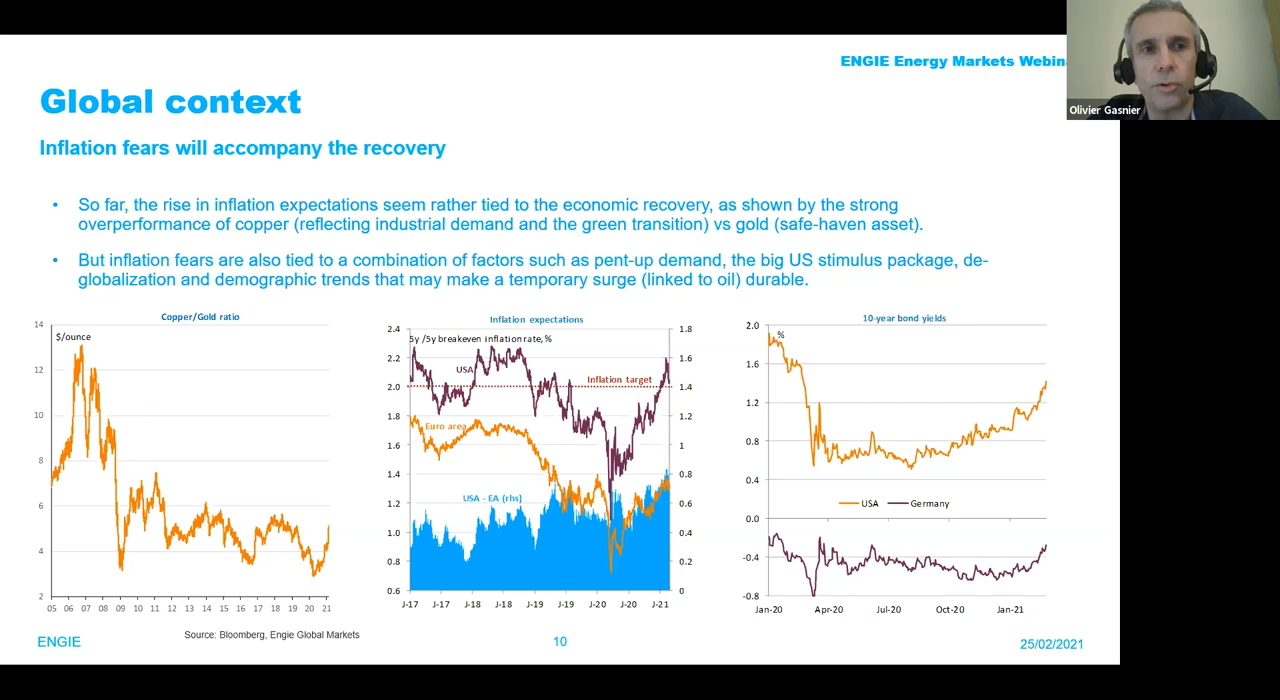 ENGIE Energy Markets Webina
Olivier Gasnier
Global context
Inflation fears will accompany the recovery
• So far, the rise in inflation expectations seem rather tied to the economic recovery, as shown by the strong
overperformance of copper (reflecting industrial demand and the green transition) vs gold (safe-haven asset).
• But inflation fears are also tied to a combination of factors such as pent-up demand, the big US stimulus package, de-
globalization and demographic trends that may make a temporary surge (linked to oil) durable.
Copper/Gold ratio
$/ounce
14
12
10
8
6
4
2
05 06 07 08 09 10 11 12 13 14 15 16 17 18 19 20 21
Inflation expectations
5y /5y breakeven inflation rate, %
2.4
2.2
2.0
1.8
1.6
1.4
1.2
1.0
0.8
0.6
1.8
1.6
1.4
1.2
1
0.8
0.6
0.4
0.2
0
USA
Inflation target
Euro area
USA - EA (rhs)
J-17 J-17 J-18 J-18 J-19 J-19 J-20 J-20 J-21
10-year bond yields
%
2.0
1.6
1.2
0.8
0.4
0.0
-0.4
-0.8
USA Germany
Jan-20 Apr-20 Jul-20 Oct-20 Jan-21
Source: Bloomberg, Engie Global Markets
ENGIE
10
25/02/2021